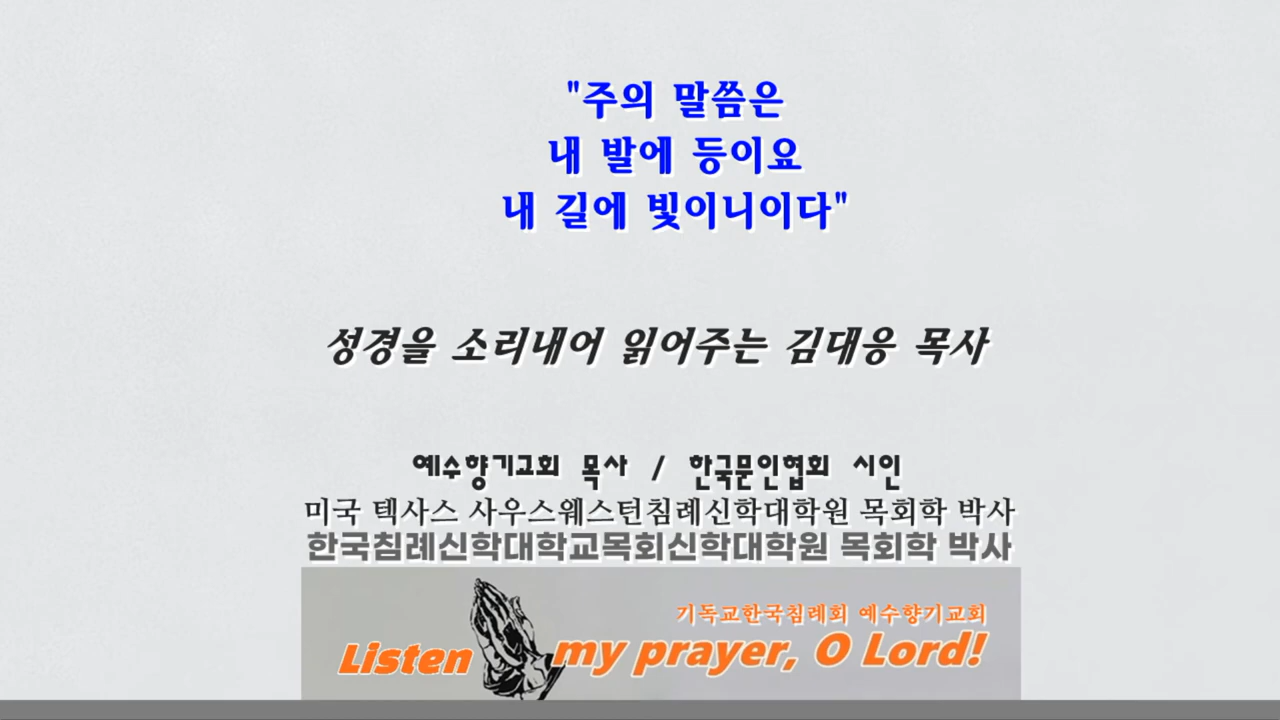 "주의 말씀은
내 발에 등이요
내 길에 빛이니이다"
성경을 소리내어 읽어주는 김대응 목사
예수향기교회 목사 / 한국문인협회 시인
미국 텍사스 사우스웨스턴침례신학대학원 목회학 박사
한국침례신학대학교목회신학대학원 목회학 박사
기독교한국침례회 예수향기교회
Listen my prayer, O Lord!